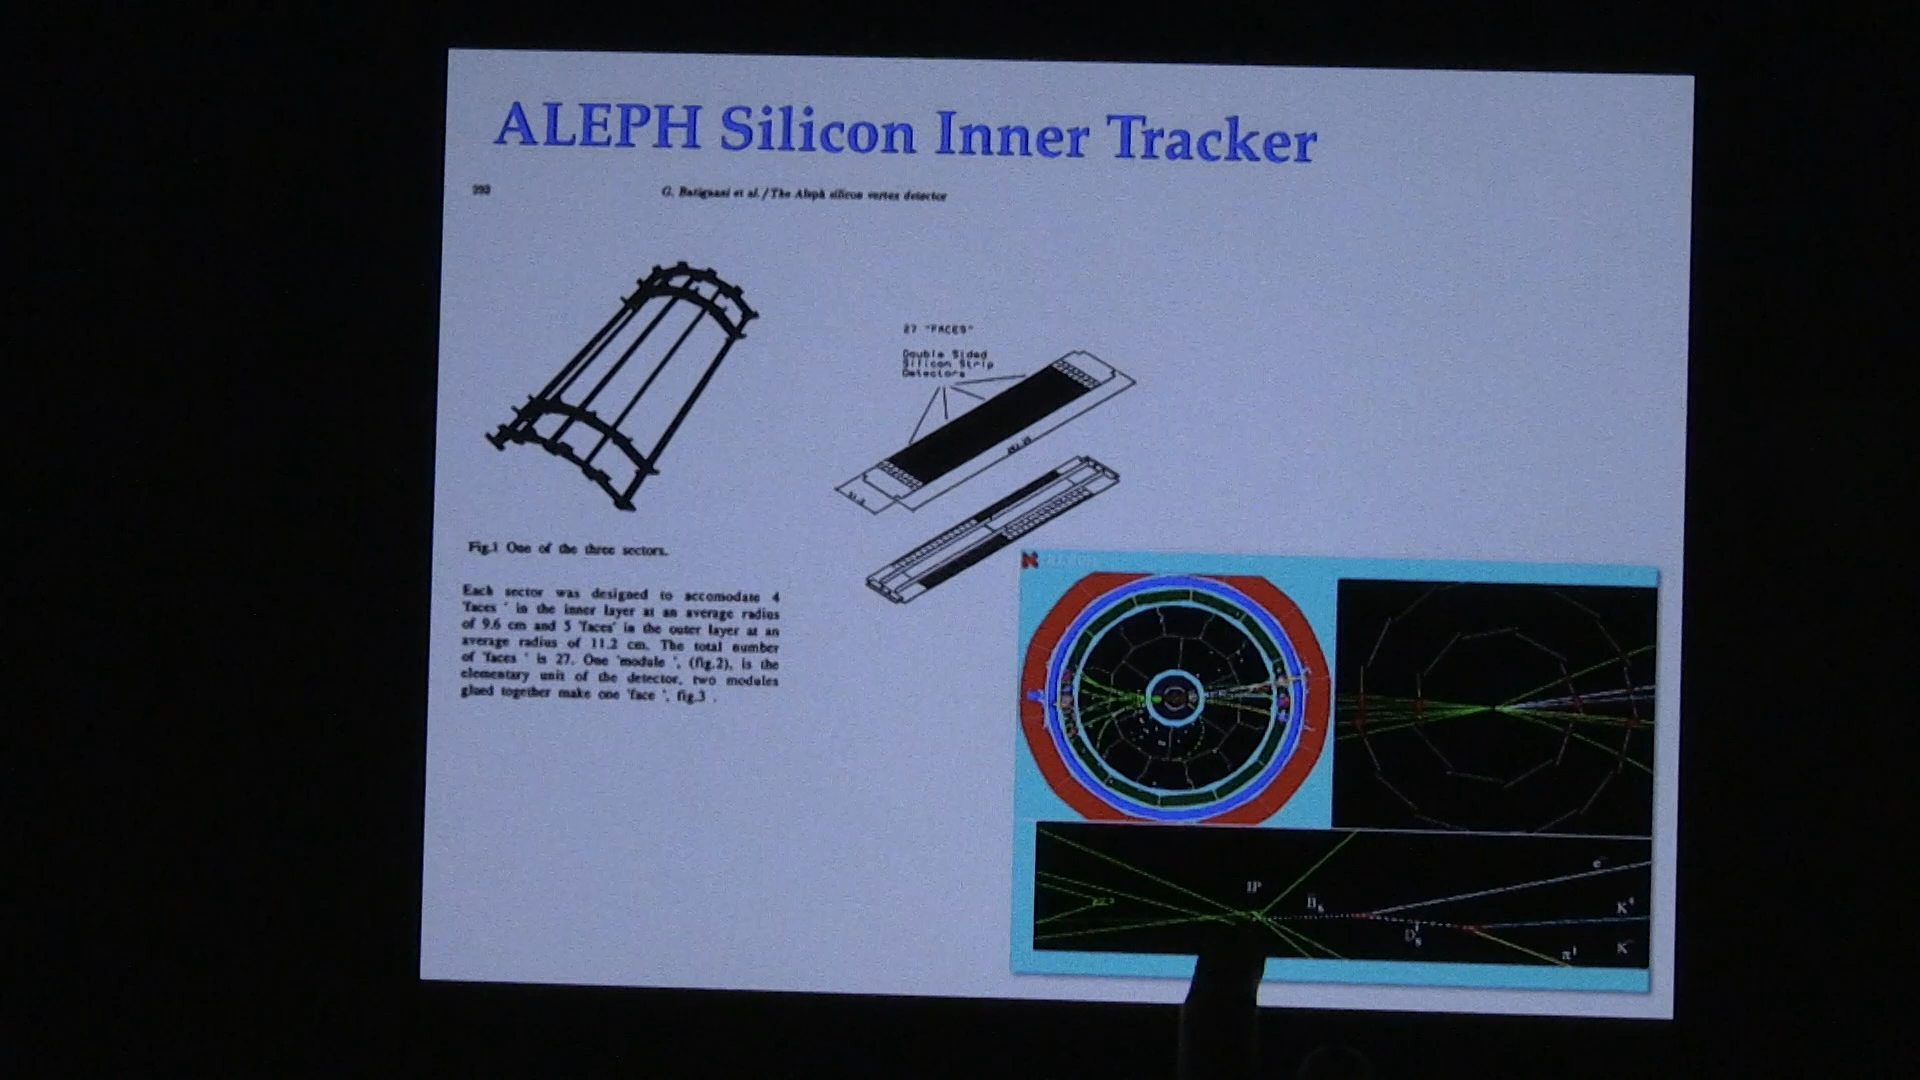 ALEPH Silicon Inner Tracker
293
G. Batignani et al. / The Aleph silicon vertex detector
27 "FACES"
Double Sided
Silicon Strip
Detectors
Fig.1 One of the three sectors.
Each sector was designed to accomodate 4
'faces ' in the inner layer at an average radius
of 9.6 cm and 5 'faces' in the outer layer at an
average radius of 11.2 cm. The total number
of 'faces ' is 27. One 'module ', (fig.2), is the
elementary unit of the detector, two modules
glued together make one 'face ', fig.3 .
IP
e⁻
K⁻